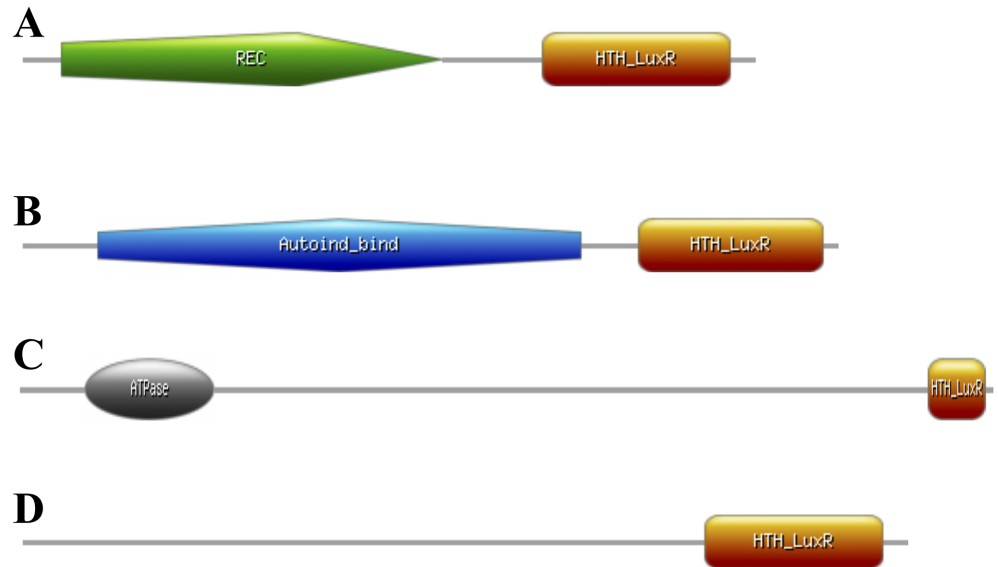 A
REC HTH_LuxR
B
Autoind_bind HTH_LuxR
C
ATPase HTH_LuxR
D
HTH_LuxR